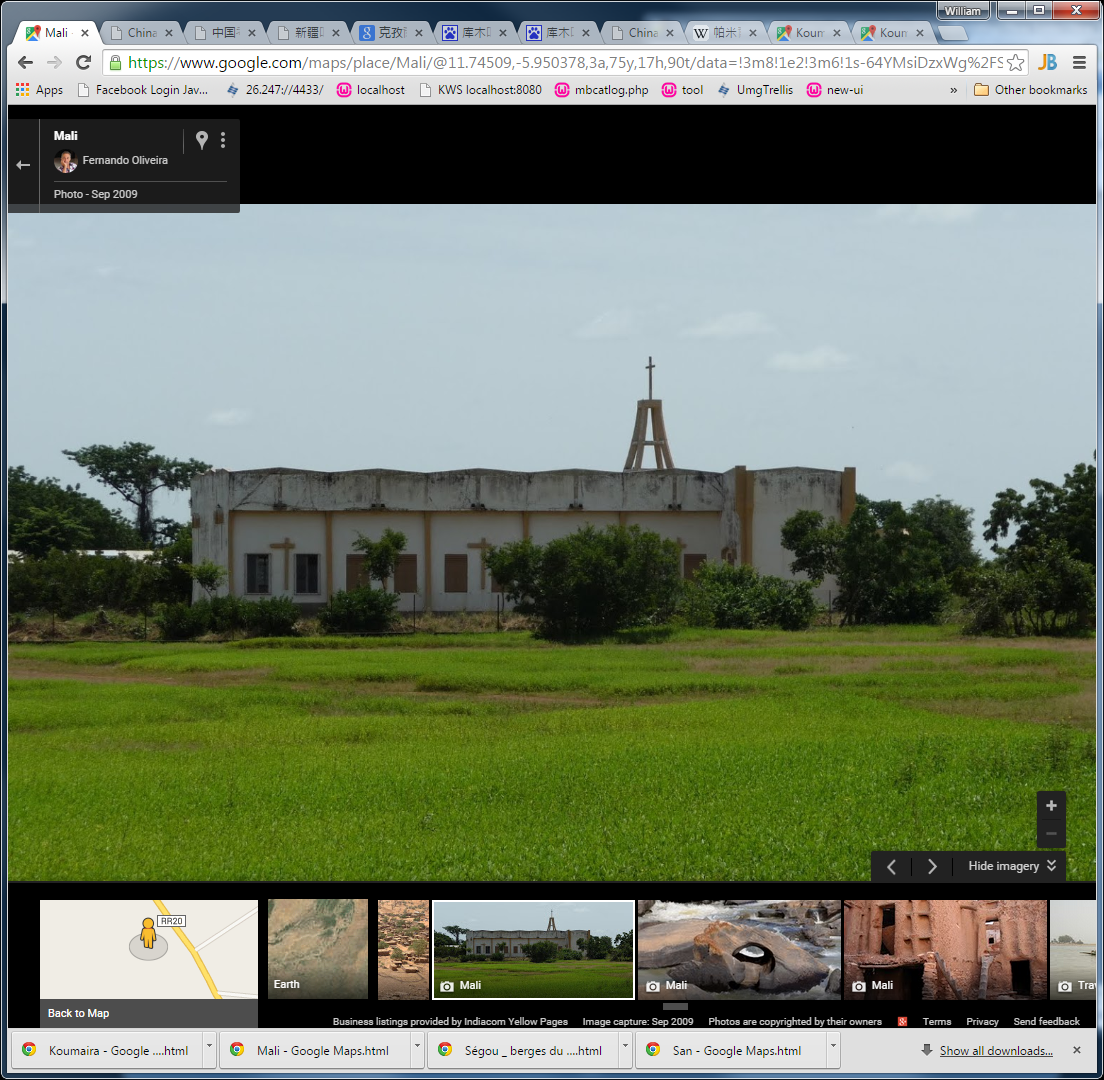 William
Mali
China
中国
新疆
克孜
库木
库木
China
W 帕米
Koum
Koum
https://www.google.com/maps/place/Mali/@11.74509,-5.950378,3a,75y,17h,90t/data=!3m8!1e2!3m6!1s-64YMsiDzxWg%2FS
JB
Apps
Facebook Login Jav...
26.247://4433/
localhost
KWS localhost:8080
mbcatlog.php
tool
UmgTrellis
new-ui
»
Other bookmarks
Mali
Fernando Oliveira
Photo - Sep 2009
Hide imagery
RR20
Back to Map
Earth
Mali
Mali
Mali
Tra
Business listings provided by Indiacom Yellow Pages
Image capture: Sep 2009
Photos are copyrighted by their owners
Terms
Privacy
Send feedback
Koumaira - Google ....html
Mali - Google Maps.html
Ségou _ berges du ....html
San - Google Maps.html
Show all downloads...